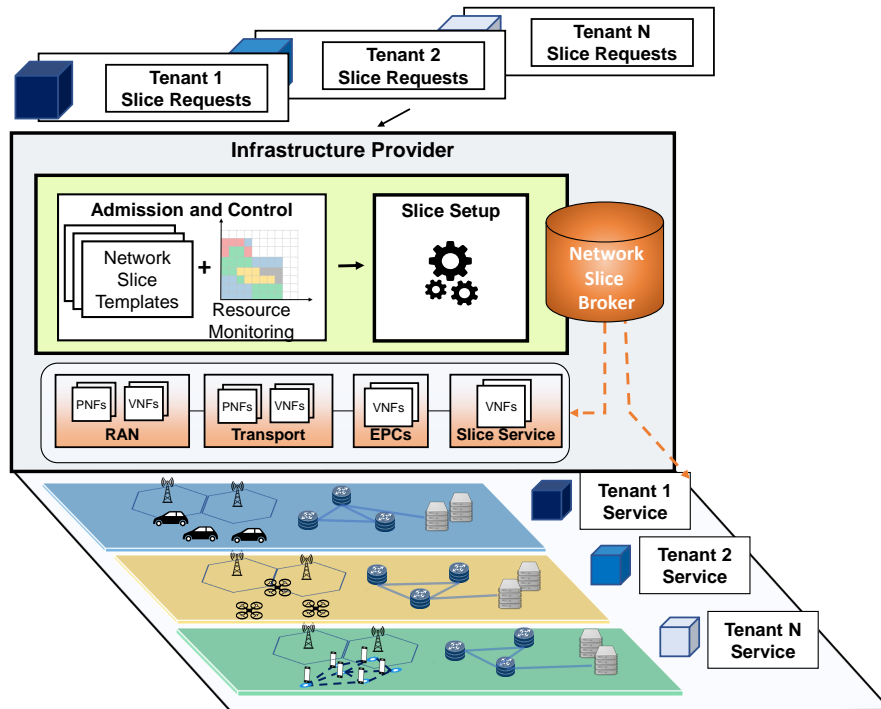 Tenant 1
Slice Requests
Tenant 2
Slice Requests
Tenant N
Slice Requests
Infrastructure Provider
Admission and Control
Network
Slice
Templates
+
Resource
Monitoring
Slice Setup
Network
Slice
Broker
PNFs
VNFs
RAN
PNFs
VNFs
Transport
VNFs
EPCs
VNFs
Slice Service
Tenant 1
Service
Tenant 2
Service
Tenant N
Service